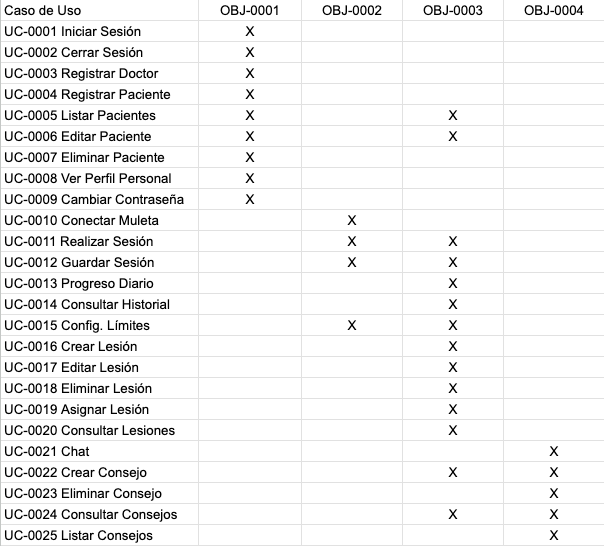 Caso de Uso OBJ-0001 OBJ-0002 OBJ-0003 OBJ-0004
UC-0001 Iniciar Sesión X
UC-0002 Cerrar Sesión X
UC-0003 Registrar Doctor X
UC-0004 Registrar Paciente X
UC-0005 Listar Pacientes X X
UC-0006 Editar Paciente X X
UC-0007 Eliminar Paciente X
UC-0008 Ver Perfil Personal X
UC-0009 Cambiar Contraseña X
UC-0010 Conectar Muleta X
UC-0011 Realizar Sesión X X
UC-0012 Guardar Sesión X X
UC-0013 Progreso Diario X
UC-0014 Consultar Historial X
UC-0015 Config. Límites X X
UC-0016 Crear Lesión X
UC-0017 Editar Lesión X
UC-0018 Eliminar Lesión X
UC-0019 Asignar Lesión X
UC-0020 Consultar Lesiones X
UC-0021 Chat X
UC-0022 Crear Consejo X X
UC-0023 Eliminar Consejo X
UC-0024 Consultar Consejos X X
UC-0025 Listar Consejos X